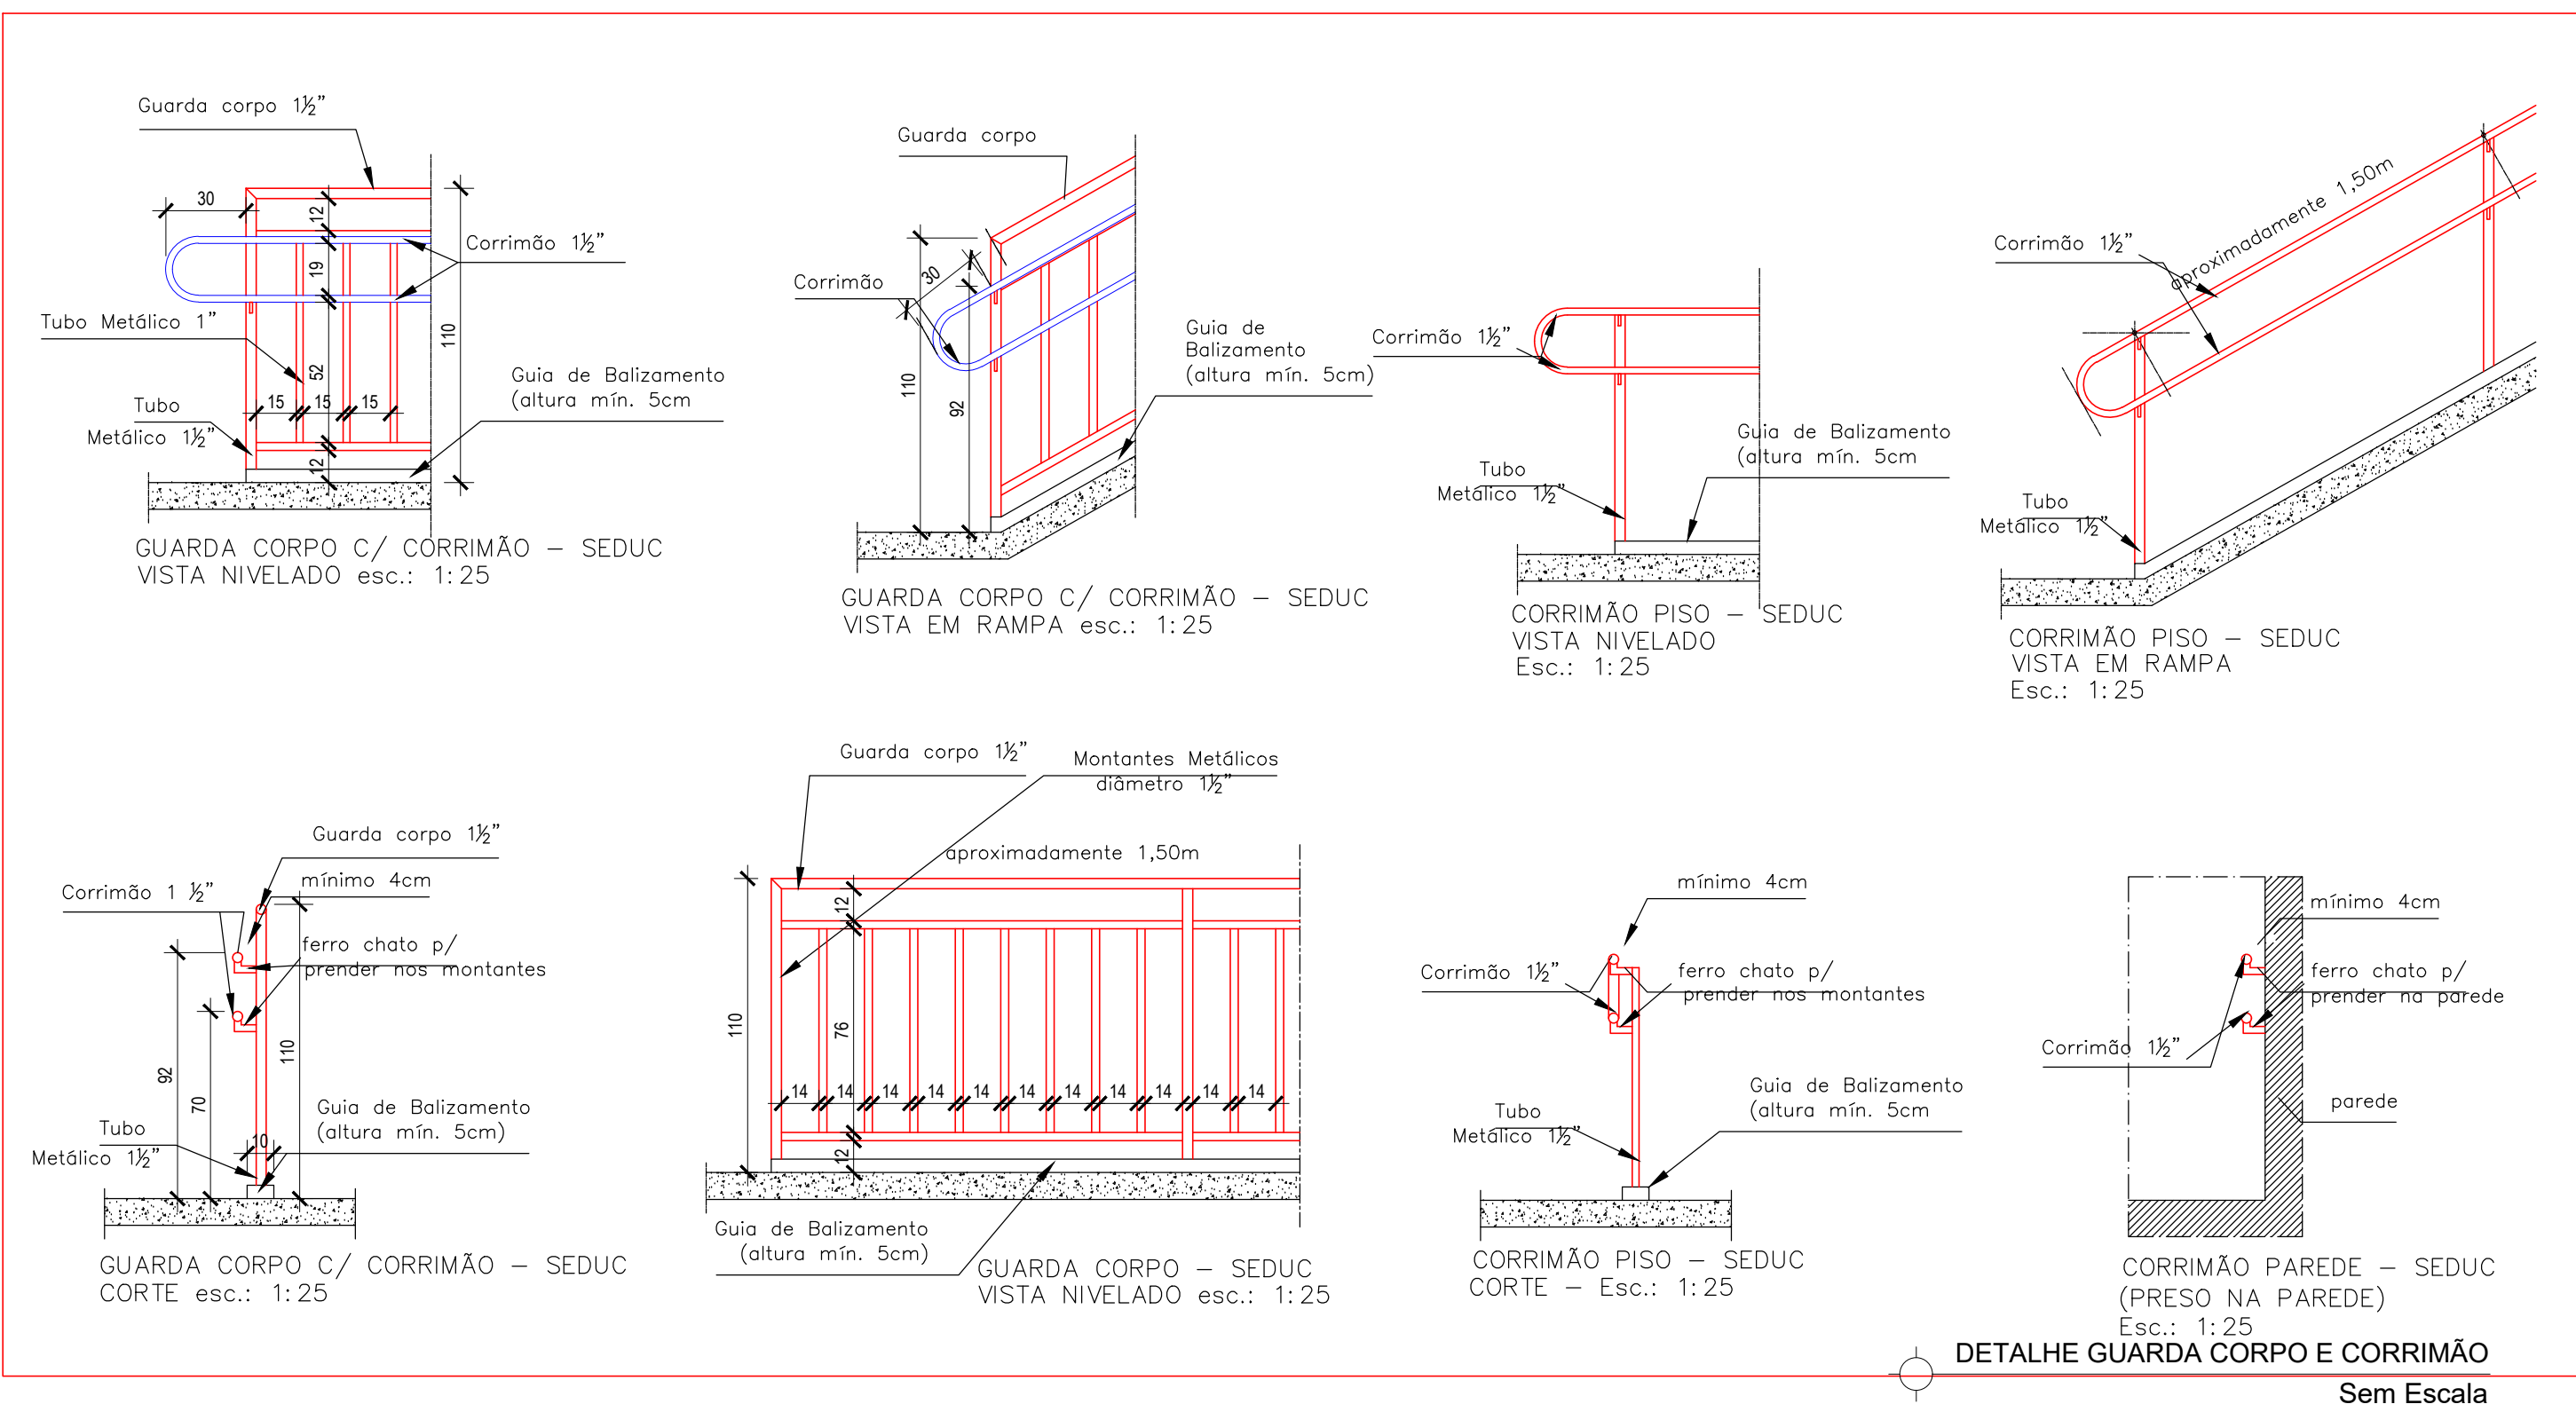 Guarda corpo 1½"
30
12
19
52
12
15
15
15
110
Corrimão 1½"
Tubo Metálico 1"
Tubo
Metálico 1½"
Guia de Balizamento
(altura mín. 5cm
GUARDA CORPO C/ CORRIMÃO – SEDUC
VISTA NIVELADO esc.: 1:25
Guarda corpo
30
Corrimão
110
92
Guia de
Balizamento
(altura mín. 5cm)
GUARDA CORPO C/ CORRIMÃO – SEDUC
VISTA EM RAMPA esc.: 1:25
Corrimão 1½"
Guia de Balizamento
(altura mín. 5cm
Tubo
Metálico 1½"
CORRIMÃO PISO – SEDUC
VISTA NIVELADO
Esc.: 1:25
aproximadamente 1,50m
Corrimão 1½"
Tubo
Metálico 1½"
CORRIMÃO PISO – SEDUC
VISTA EM RAMPA
Esc.: 1:25
Guarda corpo 1½"
mínimo 4cm
Corrimão 1 ½"
ferro chato p/
prender nos montantes
92
70
110
10
Guia de Balizamento
(altura mín. 5cm)
Tubo
Metálico 1½"
GUARDA CORPO C/ CORRIMÃO – SEDUC
CORTE esc.: 1:25
Guarda corpo 1½"
Montantes Metálicos
diâmetro 1½"
aproximadamente 1,50m
110
12
76
12
14 14 14 14 14 14 14 14 14 14 14
Guia de Balizamento
(altura mín. 5cm)
GUARDA CORPO – SEDUC
VISTA NIVELADO esc.: 1:25
mínimo 4cm
Corrimão 1½"
ferro chato p/
prender nos montantes
Guia de Balizamento
(altura mín. 5cm
Tubo
Metálico 1½"
CORRIMÃO PISO – SEDUC
CORTE – Esc.: 1:25
mínimo 4cm
ferro chato p/
prender na parede
Corrimão 1½"
parede
CORRIMÃO PAREDE – SEDUC
(PRESO NA PAREDE)
Esc.: 1:25
DETALHE GUARDA CORPO E CORRIMÃO
Sem Escala